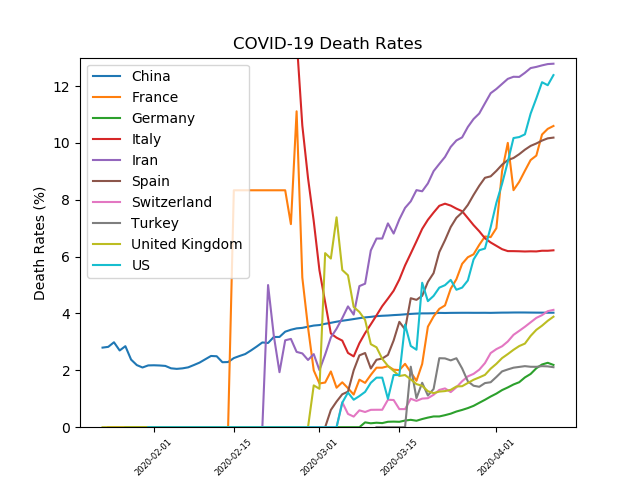 COVID-19 Death Rates
Death Rates (%)
12
10
8
6
4
2
0
China
France
Germany
Italy
Iran
Spain
Switzerland
Turkey
United Kingdom
US
2020-02-01
2020-02-15
2020-03-01
2020-03-15
2020-04-01